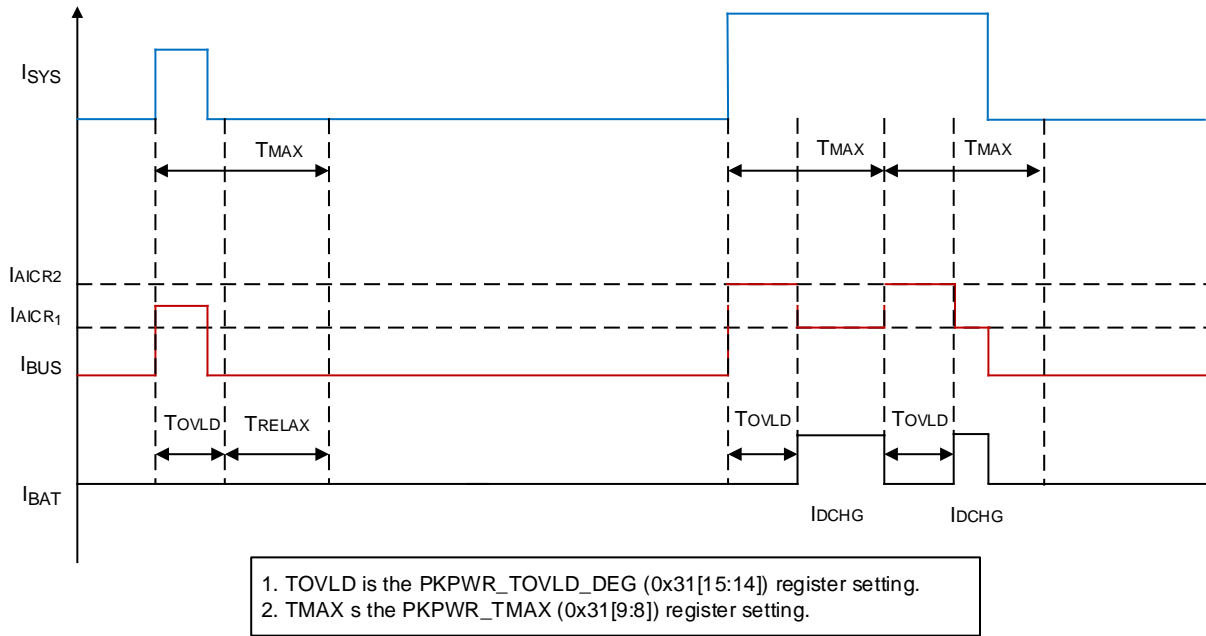 ISYS
TMAX
TMAX
TMAX
IAICR2
IAICR1
IBUS
TOVLD
TRELAX
TOVLD
TOVLD
IBAT
IDCHG
IDCHG
1. TOVLD is the PKPWR_TOVLD_DEG (0x31[15:14]) register setting.
2. TMAX s the PKPWR_TMAX (0x31[9:8]) register setting.